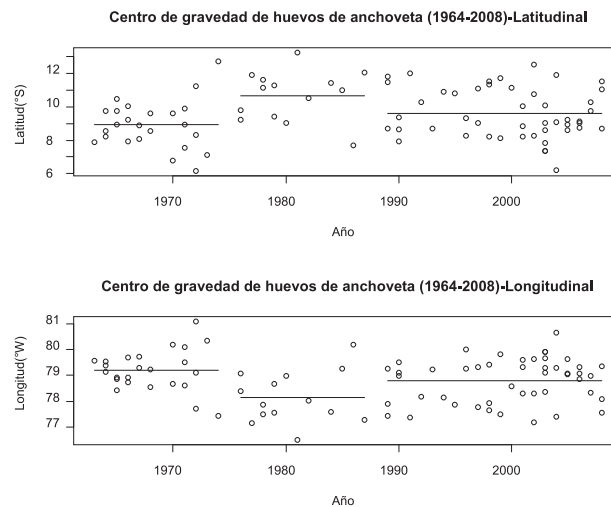 Centro de gravedad de huevos de anchoveta (1964-2008)-Latitudinal
Latitud(°S)
12
10
8
6
1970 1980 1990 2000
Año
Centro de gravedad de huevos de anchoveta (1964-2008)-Longitudinal
Longitud(°W)
81
79
77
1970 1980 1990 2000
Año